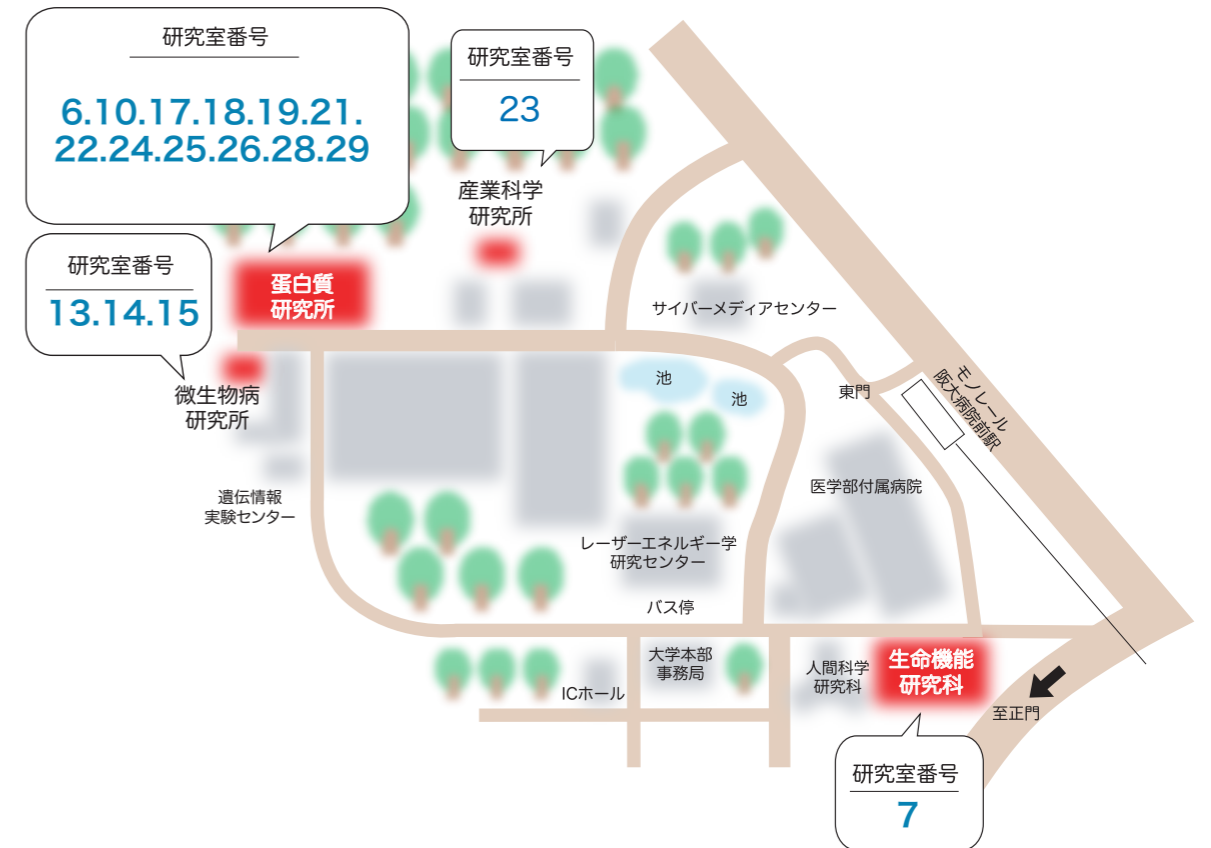 研究室番号
6.10.17.18.19.21.
22.24.25.26.28.29
研究室番号
23
産業科学
研究所
研究室番号
13.14.15
蛋白質
研究所
サイバーメディアセンター
微生物病
研究所
池
池
東門
モノレール
阪大病院前駅
医学部付属病院
遺伝情報
実験センター
レーザーエネルギー学
研究センター
バス停
大学本部
事務局
ICホール
人間科学
研究科
生命機能
研究科
至正門
研究室番号
7